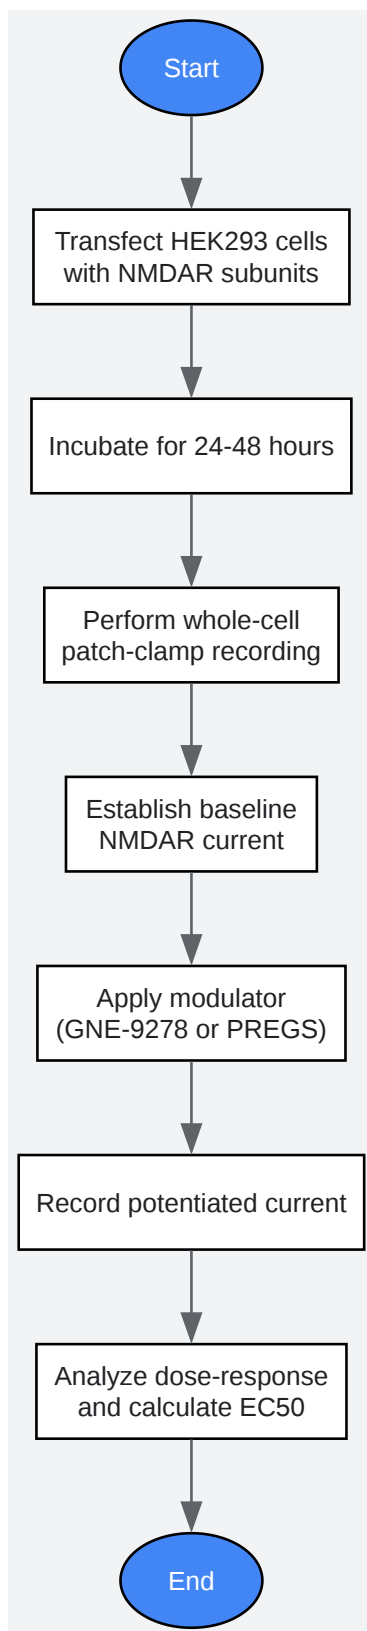 Start
Transfect HEK293 cells
with NMDAR subunits
Incubate for 24-48 hours
Perform whole-cell
patch-clamp recording
Establish baseline
NMDAR current
Apply modulator
(GNE-9278 or PREGS)
Record potentiated current
Analyze dose-response
and calculate EC50
End